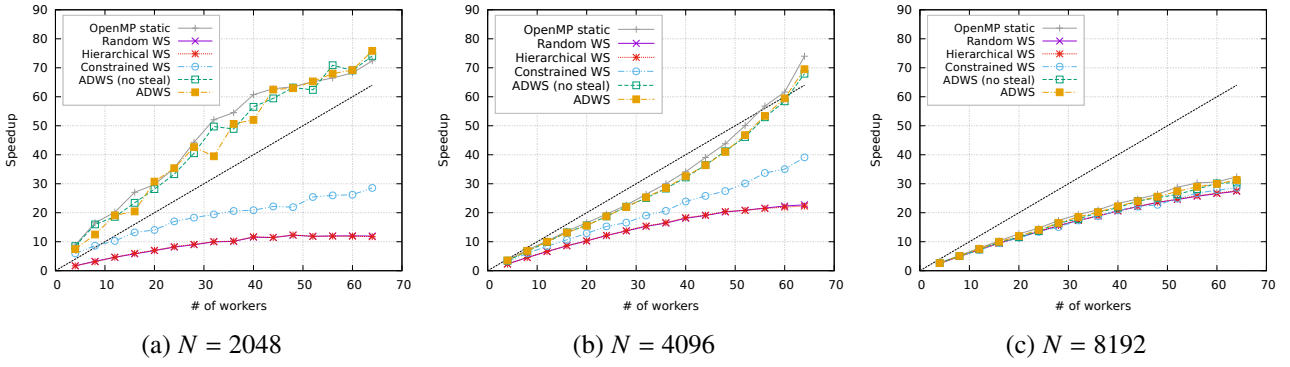 90
80
70
60
50
40
30
20
10
0
Speedup
OpenMP static
Random WS
Hierarchical WS
Constrained WS
ADWS (no steal)
ADWS
0 10 20 30 40 50 60 70
# of workers
(a) N = 2048
90
80
70
60
50
40
30
20
10
0
Speedup
OpenMP static
Random WS
Hierarchical WS
Constrained WS
ADWS (no steal)
ADWS
0 10 20 30 40 50 60 70
# of workers
(b) N = 4096
90
80
70
60
50
40
30
20
10
0
Speedup
OpenMP static
Random WS
Hierarchical WS
Constrained WS
ADWS (no steal)
ADWS
0 10 20 30 40 50 60 70
# of workers
(c) N = 8192